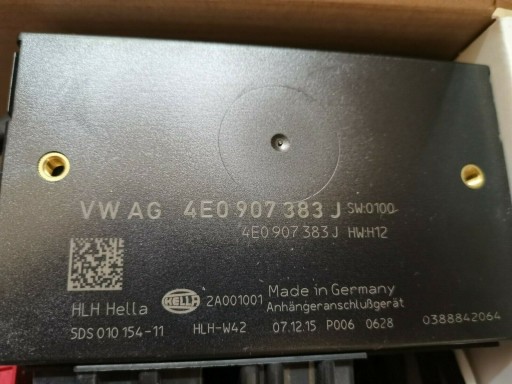 VW AG 4E0 907 383 J SW:0100
4E0 907 383 J HW:H12
Made in Germany
HLH Hella HELLA 2A001001 Anhängeranschlußgerät
5DS 010 154-11 HLH-W42 07.12.15 P006 0628 0388842064